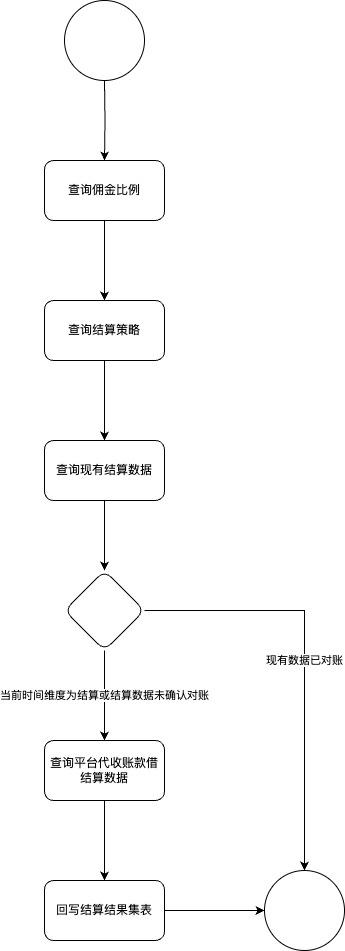 查询佣金比例
查询结算策略
查询现有结算数据
现有数据已对账
当前时间维度为结算或结算数据未确认对账
查询平台代收账款借
结算数据
回写结算结果集表